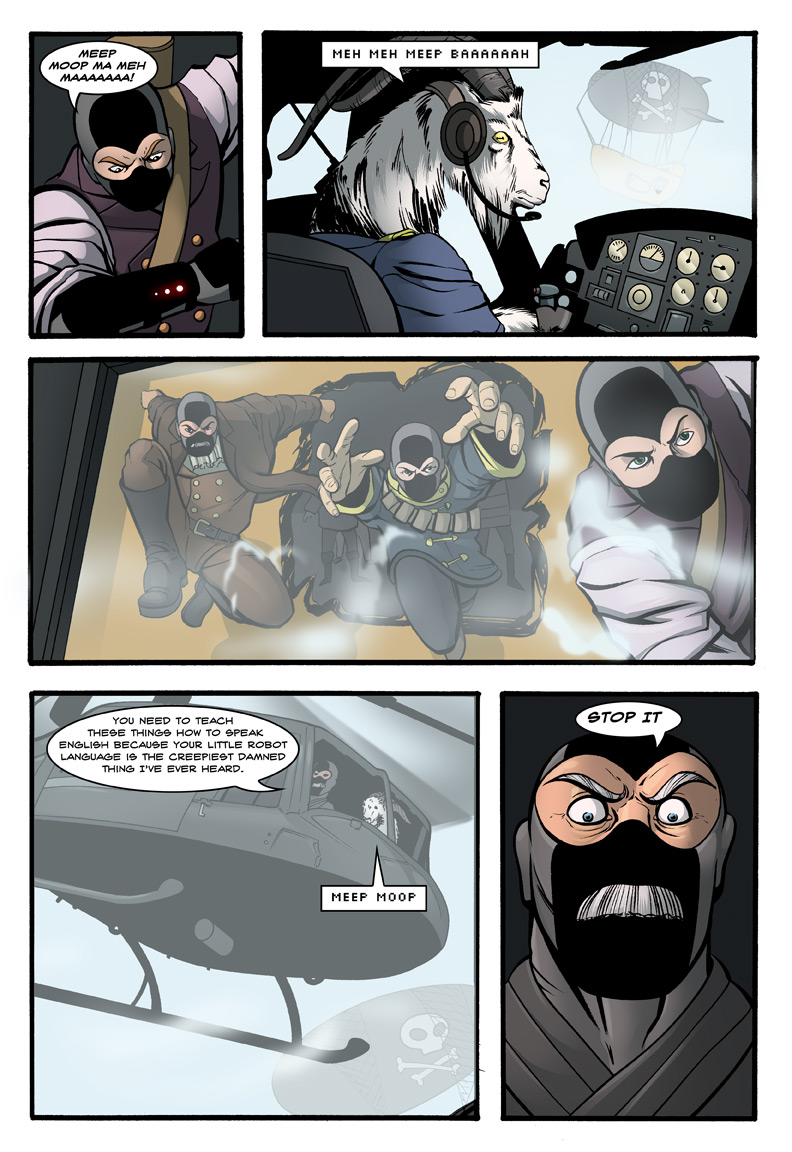 MEEP
MOOP MA MEH
MAAAAAAA!
MEH MEH MEEP BAAAAAAH
YOU NEED TO TEACH
THESE THINGS HOW TO SPEAK
ENGLISH BECAUSE YOUR LITTLE ROBOT
LANGUAGE IS THE CREEPIEST DAMNED
THING I'VE EVER HEARD.
MEEP MOOP
STOP IT